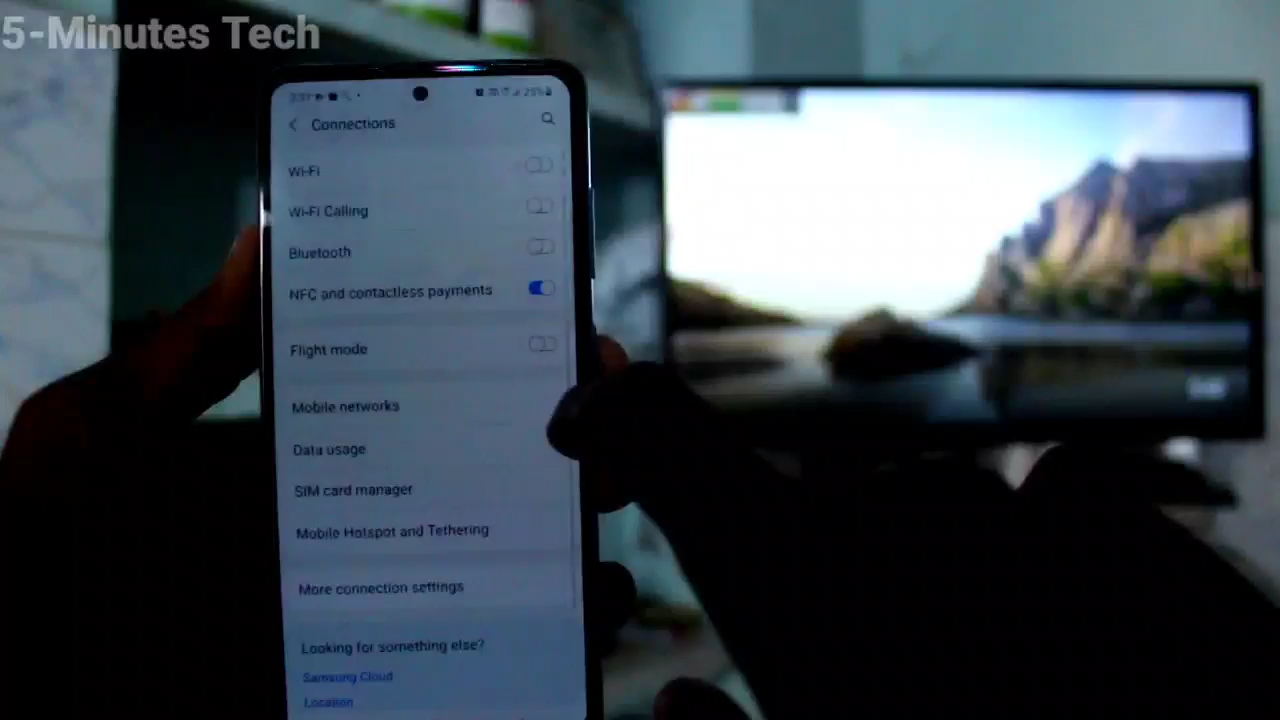 5-Minutes Tech
Connections
Wi-Fi
Wi-Fi Calling
Bluetooth
NFC and contactless payments
Flight mode
Mobile networks
Data usage
SIM card manager
Mobile Hotspot and Tethering
More connection settings
Looking for something else?
Samsung Cloud
Location